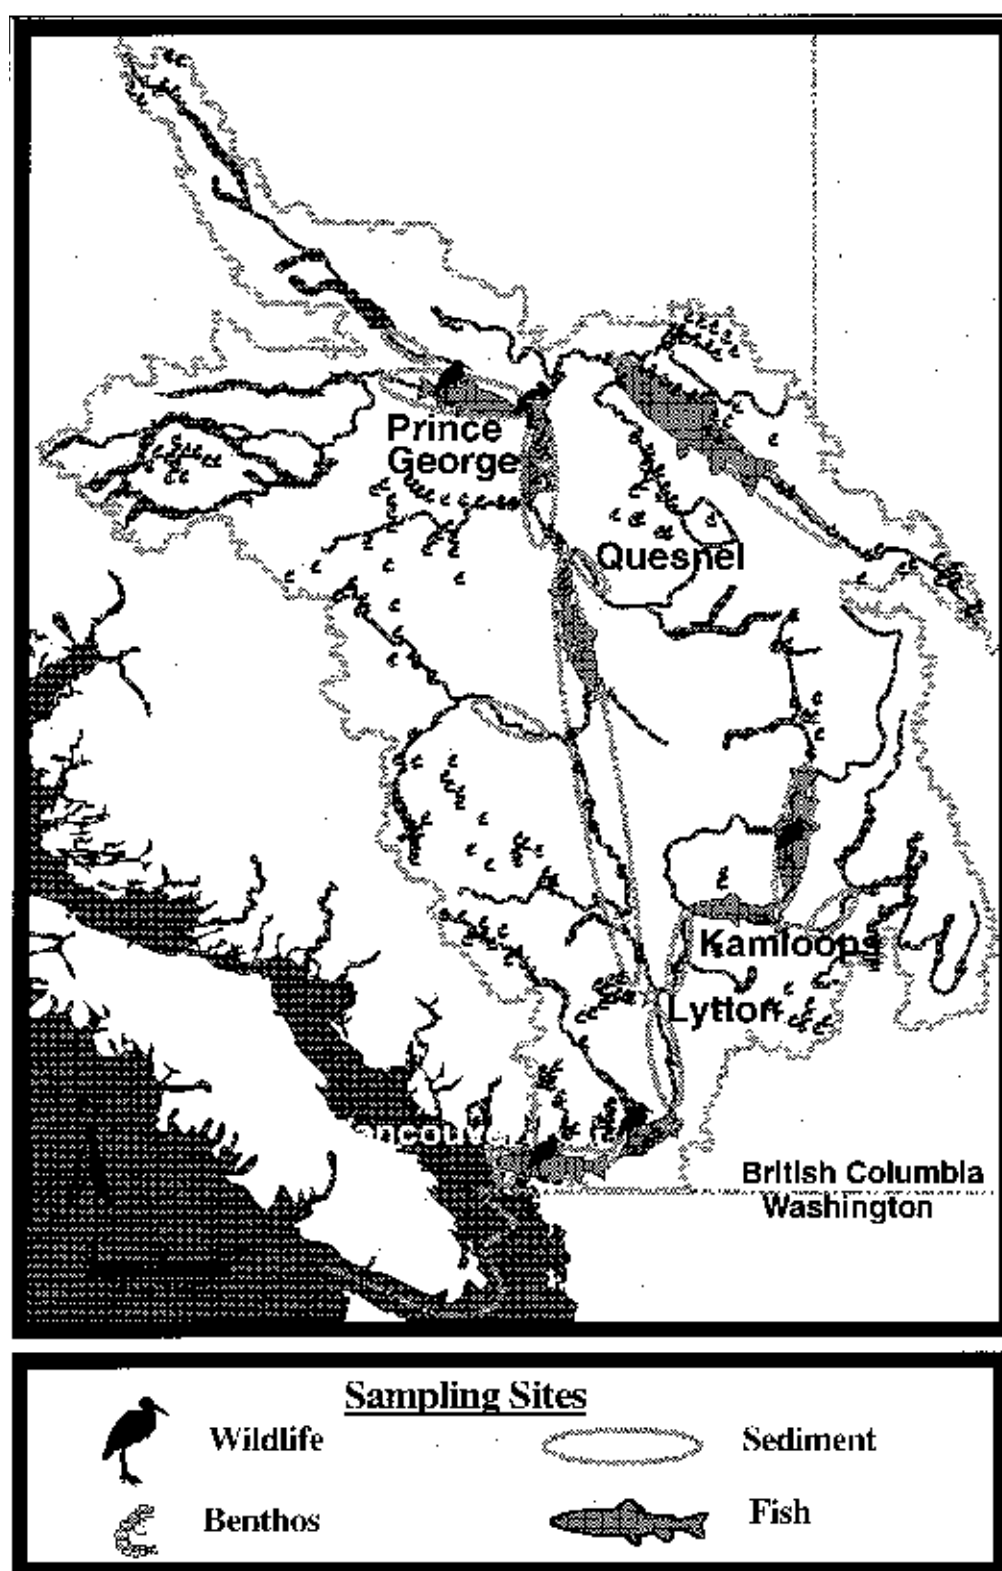 Prince
George
Quesnel
Kamloops
Lytton
British Columbia
Washington
Sampling Sites
Wildlife
Sediment
Benthos
Fish